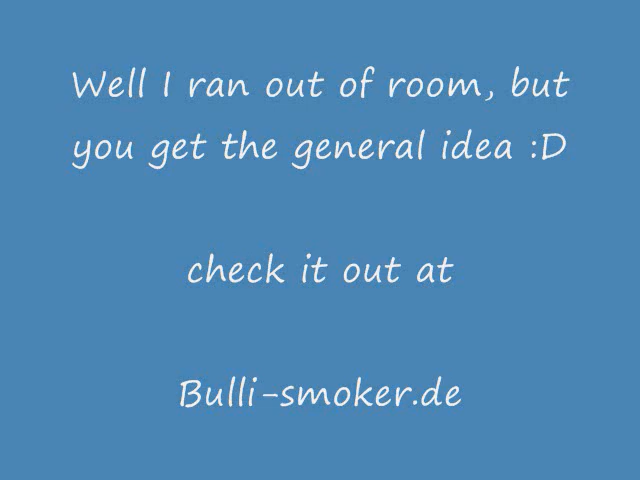 Well I ran out of room, but
you get the general idea :D
check it out at
Bulli-smoker.de